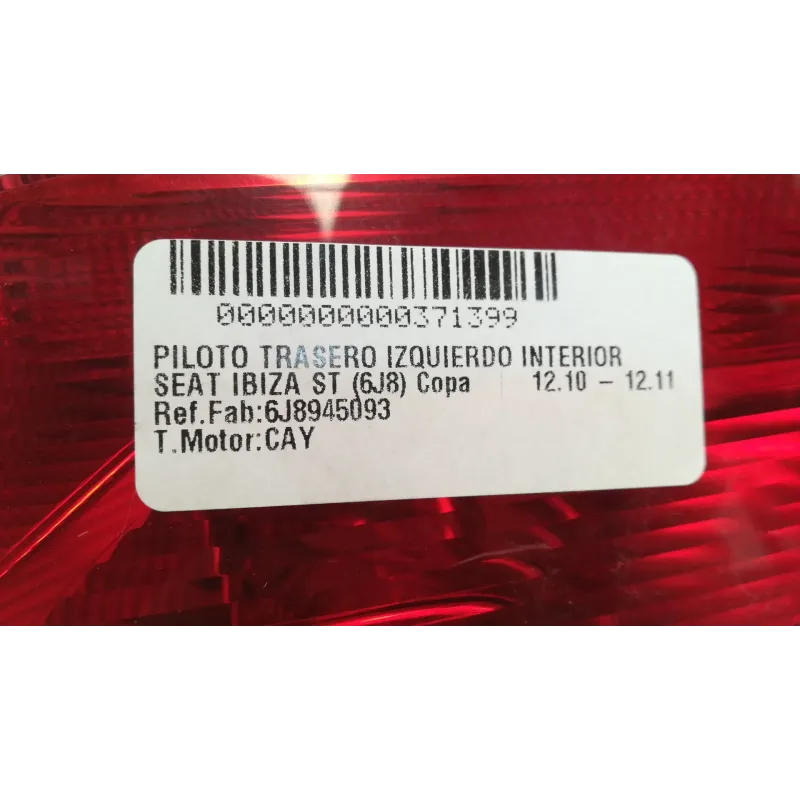 0000000000371399
PILOTO TRASERO IZQUIERDO INTERIOR
SEAT IBIZA ST (6J8) Copa 12.10 - 12.11
Ref.Fab:6J8945093
T.Motor:CAY